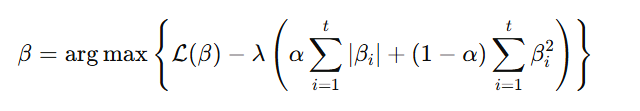 β = arg max { ℒ(β) − λ ( α ∑_{i=1}^{t} |β_i| + (1 − α) ∑_{i=1}^{t} β_i^2 ) }